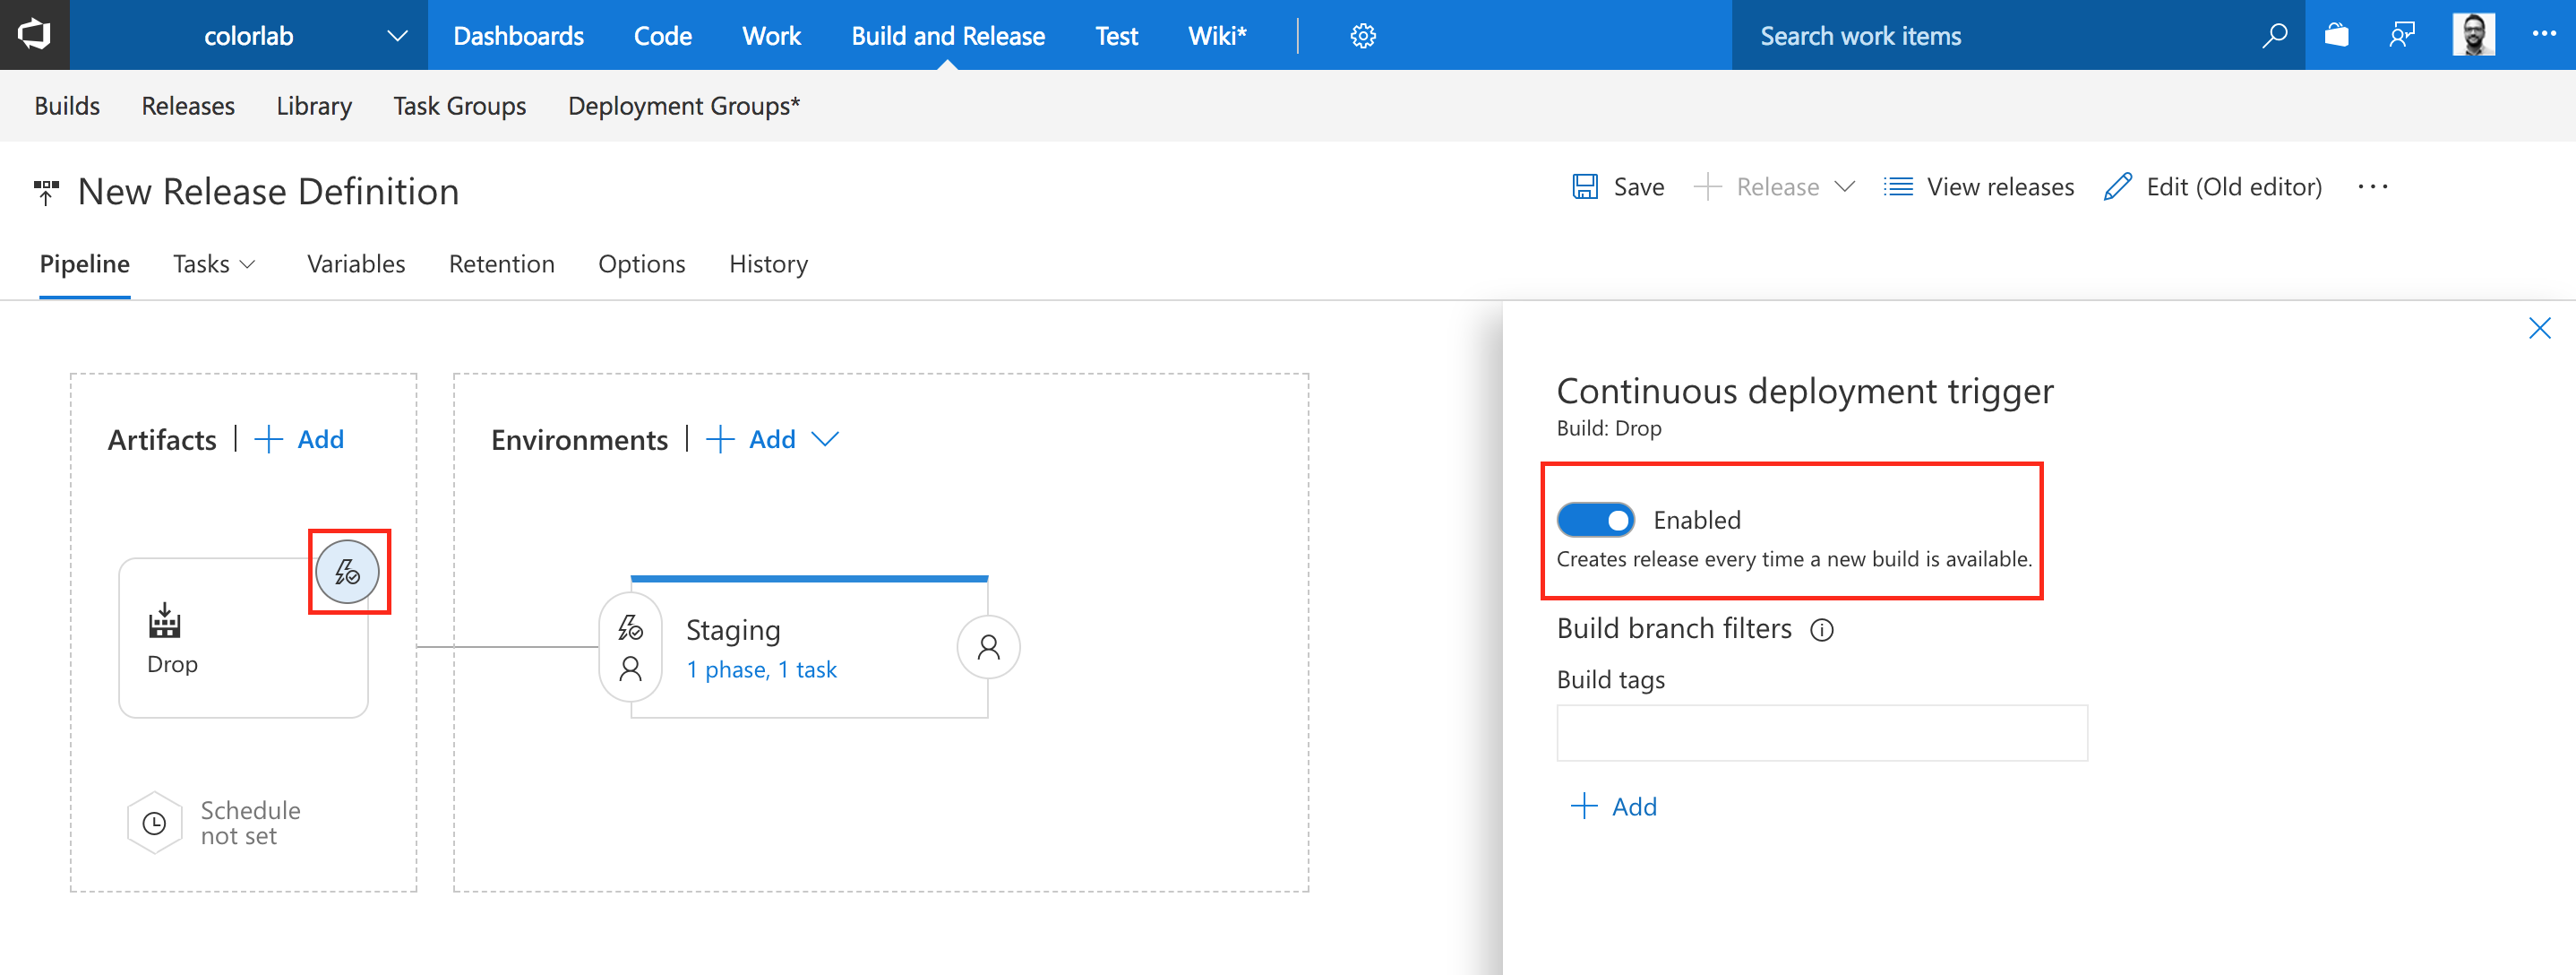 colorlab Dashboards Code Work Build and Release Test Wiki* Search work items
Builds Releases Library Task Groups Deployment Groups*
New Release Definition
Save Release View releases Edit (Old editor)
Pipeline Tasks Variables Retention Options History
Artifacts | + Add
Drop
Schedule
not set
Environments | + Add
Staging
1 phase, 1 task
Continuous deployment trigger
Build: Drop
Enabled
Creates release every time a new build is available.
Build branch filters
Build tags
+ Add